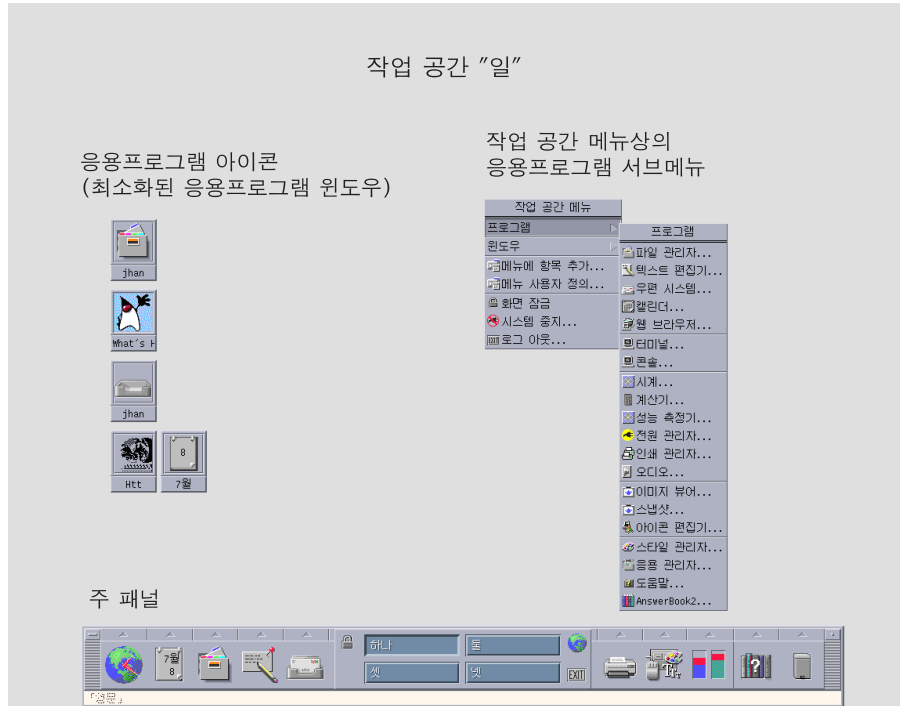 작업 공간 "일"
응용프로그램 아이콘
(최소화된 응용프로그램 윈도우)
jhan
What's H
jhan
Htt
8
7월
작업 공간 메뉴상의
응용프로그램 서브메뉴
작업 공간 메뉴
프로그램
윈도우
메뉴에 항목 추가...
메뉴 사용자 정의...
화면 잠금
시스템 중지...
EXIT 로그 아웃...
프로그램
파일 관리자...
텍스트 편집기...
우편 시스템...
캘린더...
웹 브라우저...
터미널...
콘솔...
시계...
계산기...
성능 측정기...
전원 관리자...
인쇄 관리자...
오디오...
이미지 뷰어...
스냅샷...
아이콘 편집기...
스타일 관리자...
응용 관리자...
도움말...
AnswerBook2...
주 패널
7월
8
하나
둘
셋
넷
EXIT
?
「영문」